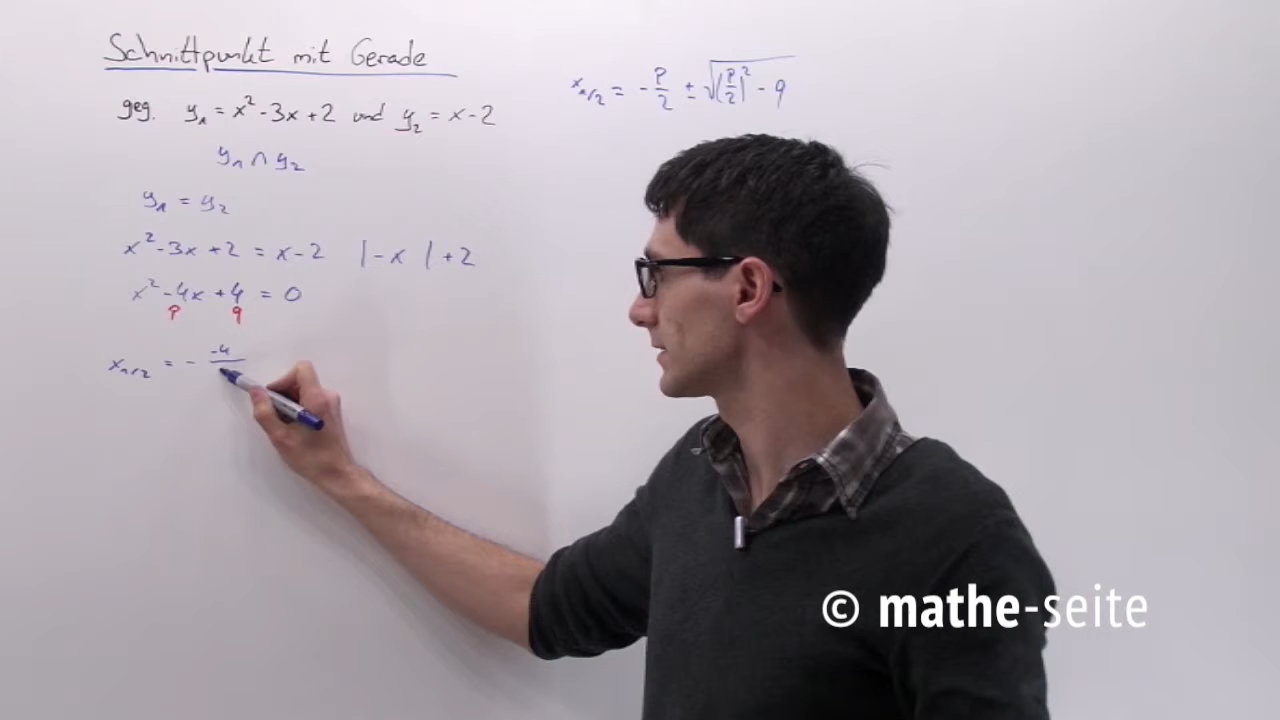 Schnittpunkt mit Gerade
geg. y₁ = x² - 3x + 2 und y₂ = x - 2
y₁ ∩ y₂
y₁ = y₂
x² - 3x + 2 = x - 2 | - x | + 2
x² - 4x + 4 = 0
p q
x₁/₂ = - -4
x₁/₂ = - p/2 ± √(p/2)² - q
© mathe-seite